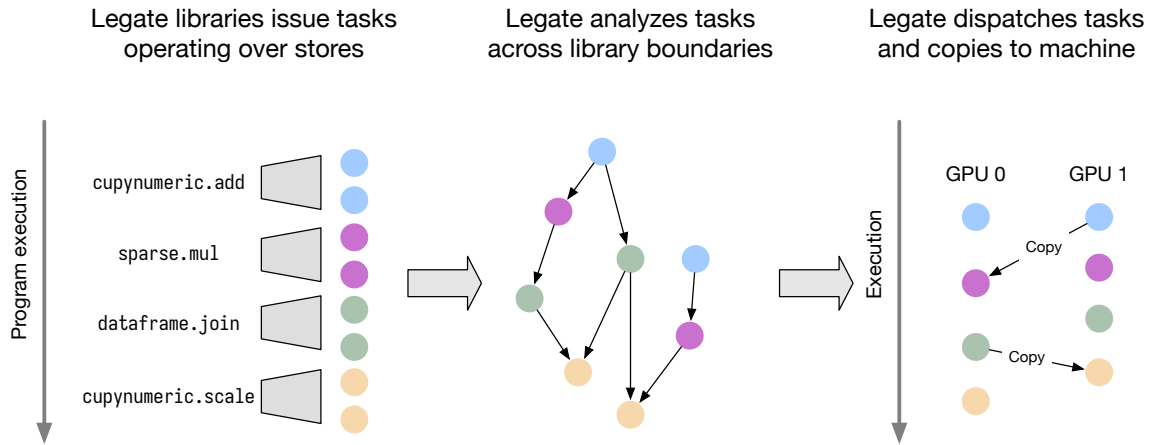 Legate libraries issue tasks
operating over stores
Legate analyzes tasks
across library boundaries
Legate dispatches tasks
and copies to machine
Program execution
cupynumeric.add
sparse.mul
dataframe.join
cupynumeric.scale
Execution
GPU 0
GPU 1
Copy
Copy